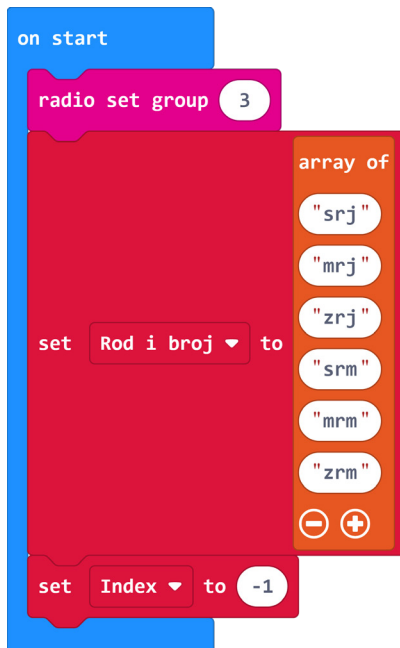 on start
radio set group 3
array of
"srj"
"mrj"
"zrj"
set Rod i broj to
"srm"
"mrm"
"zrm"
set Index to -1